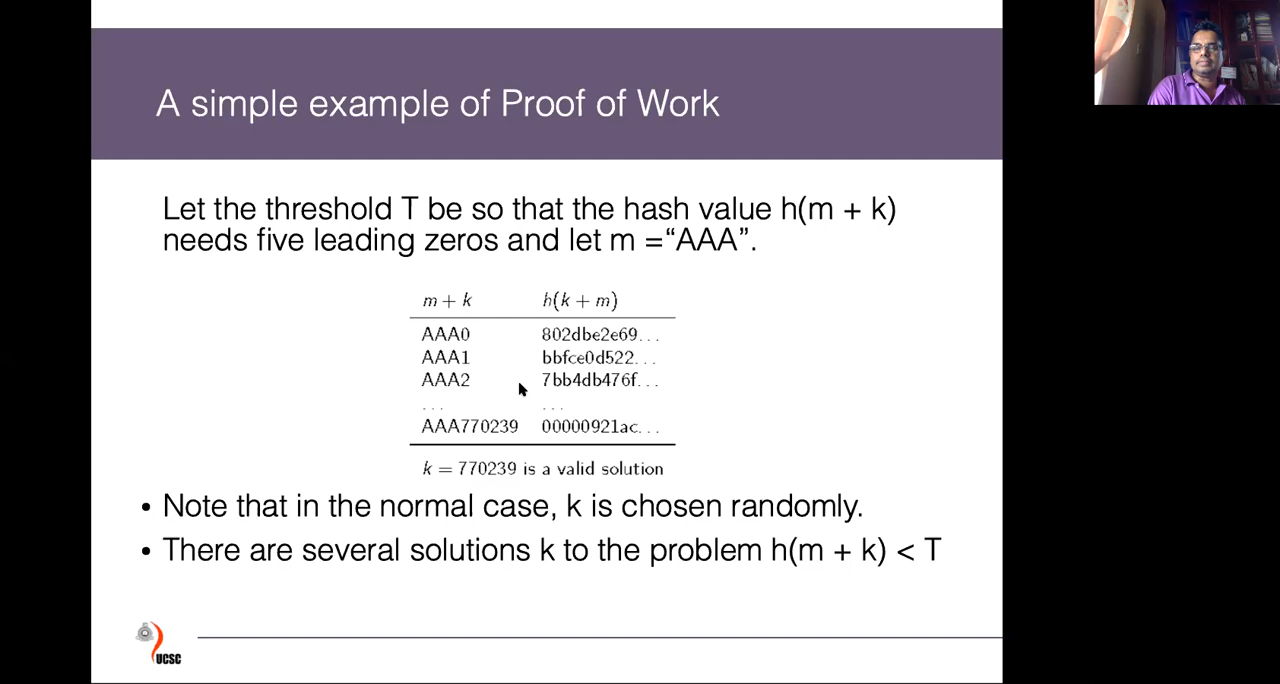 A simple example of Proof of Work
Let the threshold T be so that the hash value h(m + k)
needs five leading zeros and let m =“AAA”.
m + k h(k + m)
AAA0 802dbe2e69...
AAA1 bbfce0d522...
AAA2 7bb4db476f...
... ...
AAA770239 00000921ac...
k = 770239 is a valid solution
• Note that in the normal case, k is chosen randomly.
• There are several solutions k to the problem h(m + k) < T
UCSC